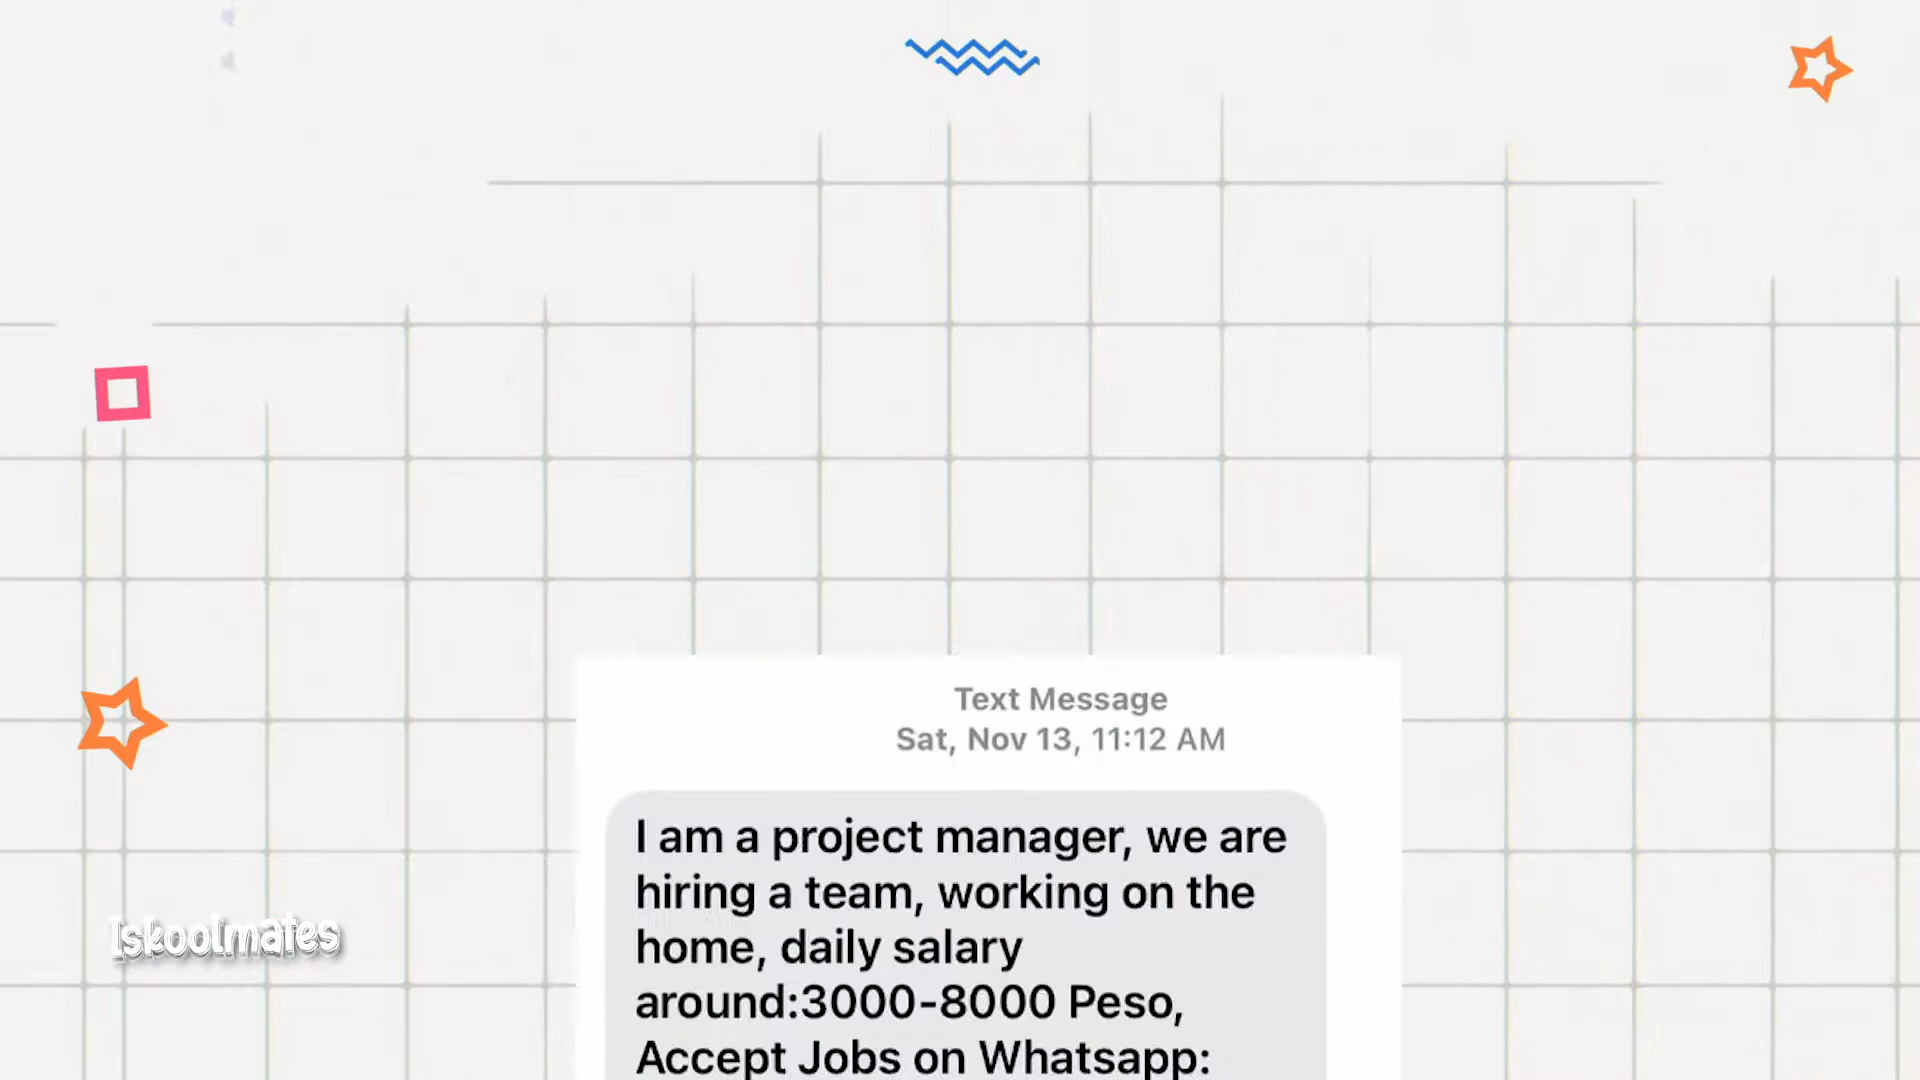 Text Message
Sat, Nov 13, 11:12 AM
I am a project manager, we are
hiring a team, working on the
home, daily salary
around:3000-8000 Peso,
Accept Jobs on Whatsapp:
Iskoolmates